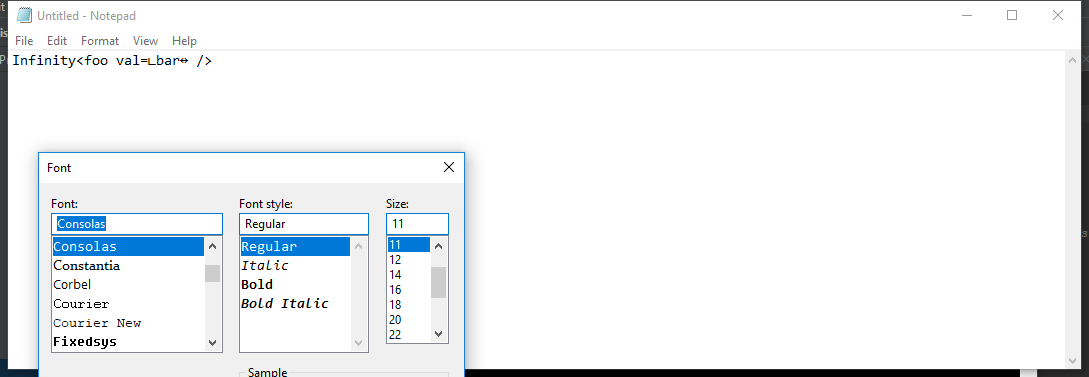 Untitled - Notepad
File Edit Format View Help
Infinity<foo val=∟bar↔ />
Font
Font: Font style: Size:
Consolas Regular 11
Consolas Regular 11
Constantia Italic 12
Corbel Bold 14
Courier Bold Italic 16
Courier New 18
Fixedsys 20
22
Sample